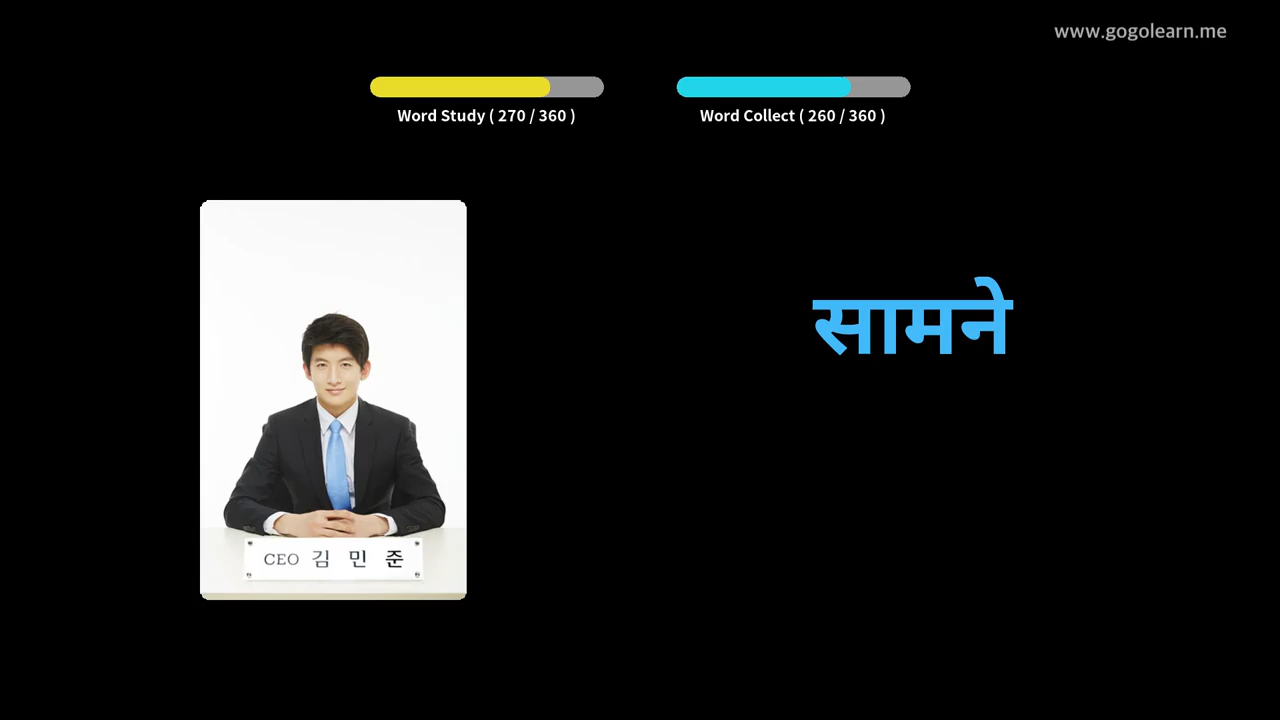 www.gogolearn.me
Word Study ( 270 / 360 )
Word Collect ( 260 / 360 )
सामने
CEO 김 민 준